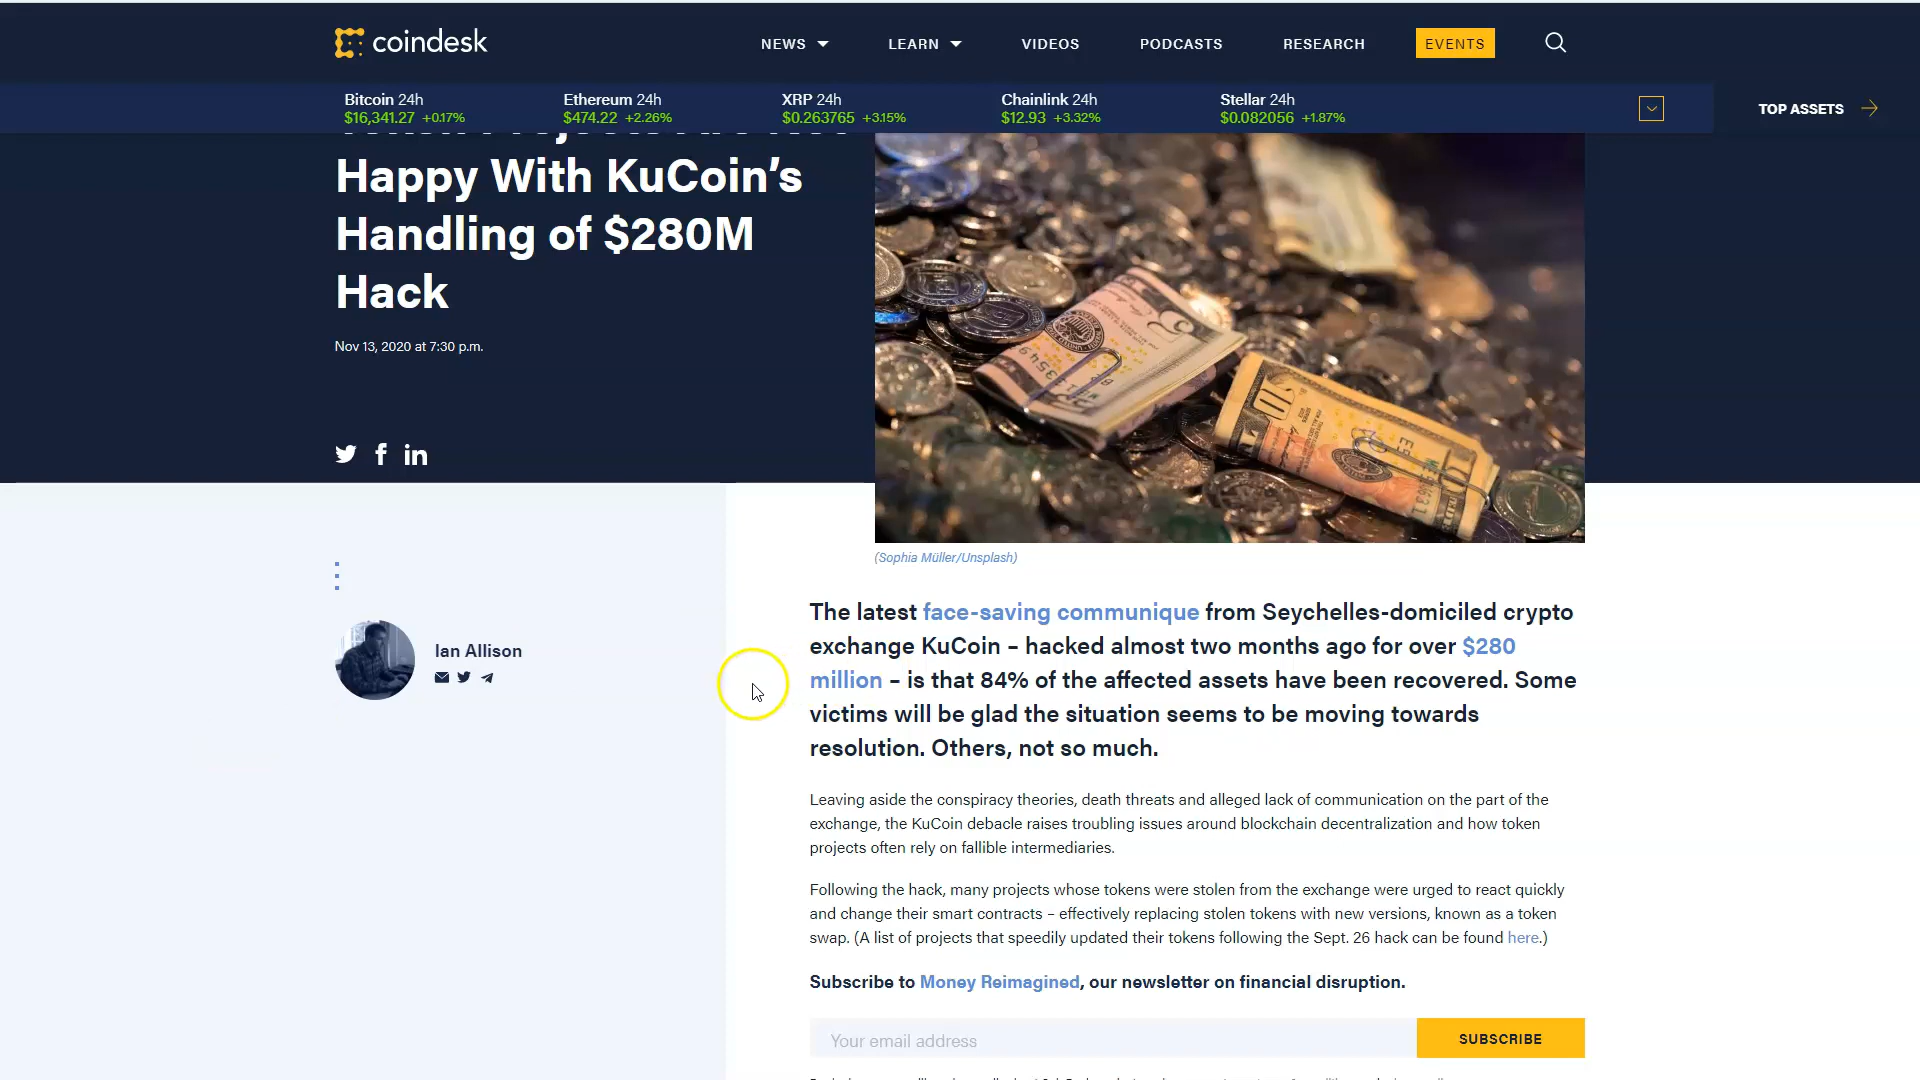 coindesk
NEWS
LEARN
VIDEOS
PODCASTS
RESEARCH
EVENTS
Bitcoin 24h
$16,341.27 +0.17%
Ethereum 24h
$474.22 +2.26%
XRP 24h
$0.263765 +3.15%
Chainlink 24h
$12.93 +3.32%
Stellar 24h
$0.082056 +1.87%
TOP ASSETS
Happy With KuCoin’s
Handling of $280M
Hack
Nov 13, 2020 at 7:30 p.m.
(Sophia Müller/Unsplash)
Ian Allison
The latest face-saving communique from Seychelles-domiciled crypto
exchange KuCoin – hacked almost two months ago for over $280
million – is that 84% of the affected assets have been recovered. Some
victims will be glad the situation seems to be moving towards
resolution. Others, not so much.
Leaving aside the conspiracy theories, death threats and alleged lack of communication on the part of the
exchange, the KuCoin debacle raises troubling issues around blockchain decentralization and how token
projects often rely on fallible intermediaries.
Following the hack, many projects whose tokens were stolen from the exchange were urged to react quickly
and change their smart contracts – effectively replacing stolen tokens with new versions, known as a token
swap. (A list of projects that speedily updated their tokens following the Sept. 26 hack can be found here.)
Subscribe to Money Reimagined, our newsletter on financial disruption.
Your email address
SUBSCRIBE